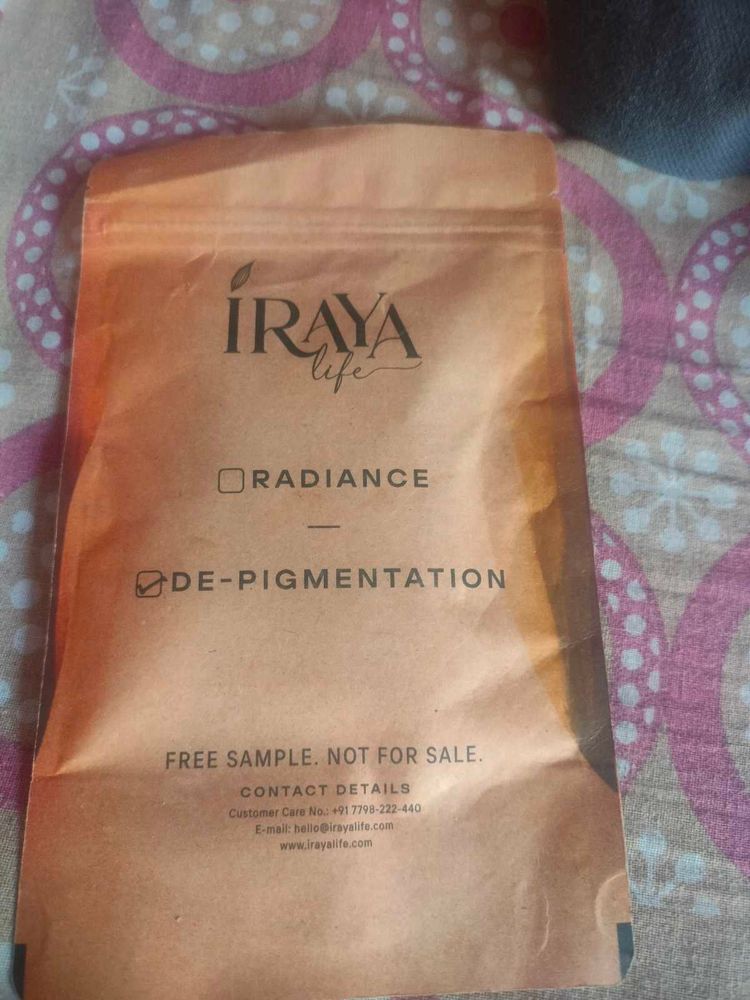 IRAYA
life
RADIANCE
DE-PIGMENTATION
FREE SAMPLE. NOT FOR SALE.
CONTACT DETAILS
Customer Care No.: +91 7798-222-440
E-mail: hello@irayalife.com
www.irayalife.com